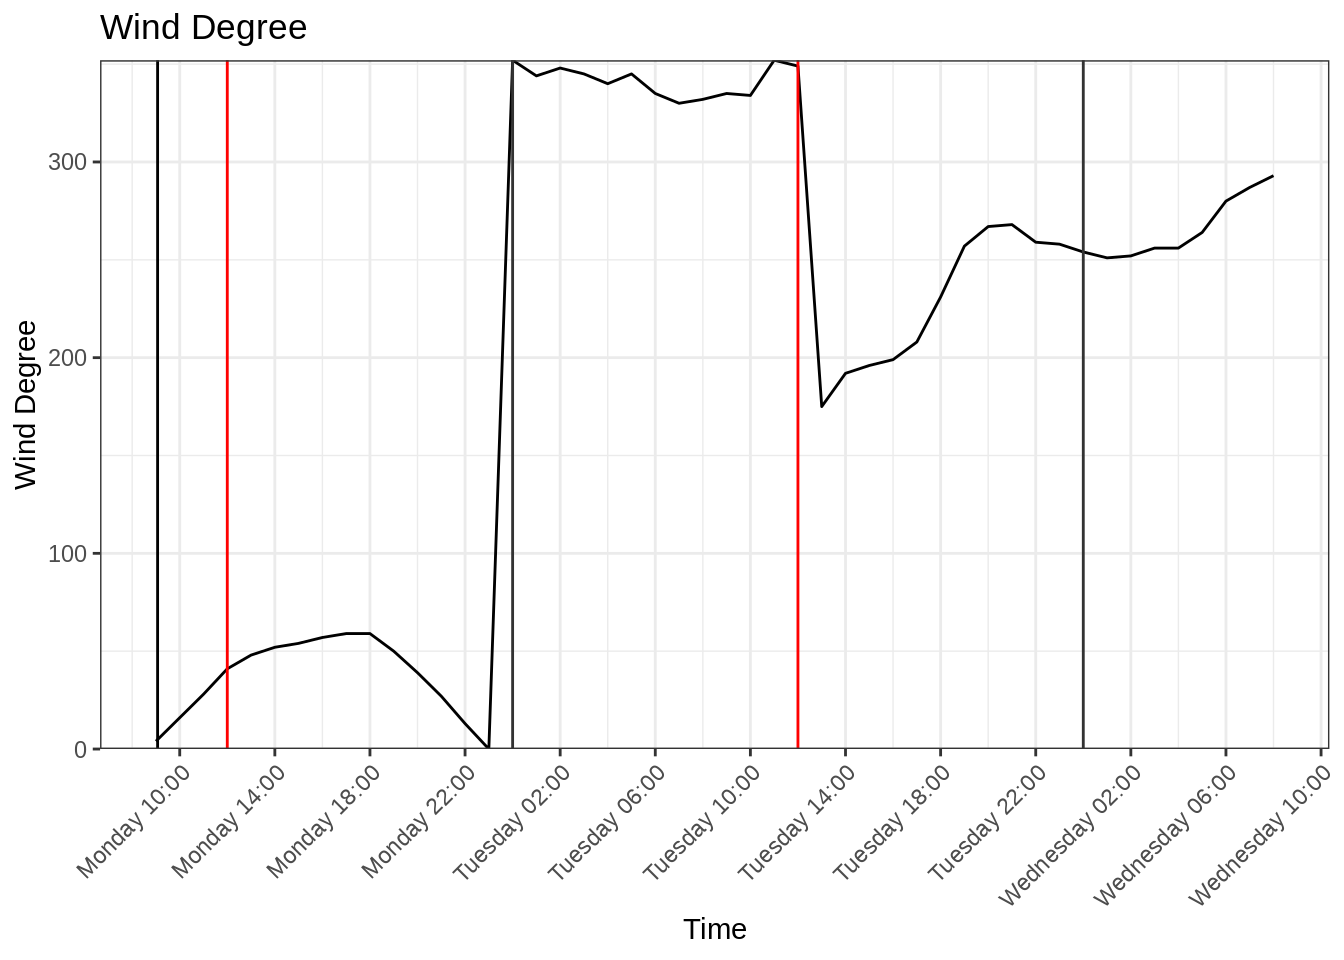 Wind Degree
Wind Degree
300
200
100
0
Monday 10:00
Monday 14:00
Monday 18:00
Monday 22:00
Tuesday 02:00
Tuesday 06:00
Tuesday 10:00
Tuesday 14:00
Tuesday 18:00
Tuesday 22:00
Wednesday 02:00
Wednesday 06:00
Wednesday 10:00
Time